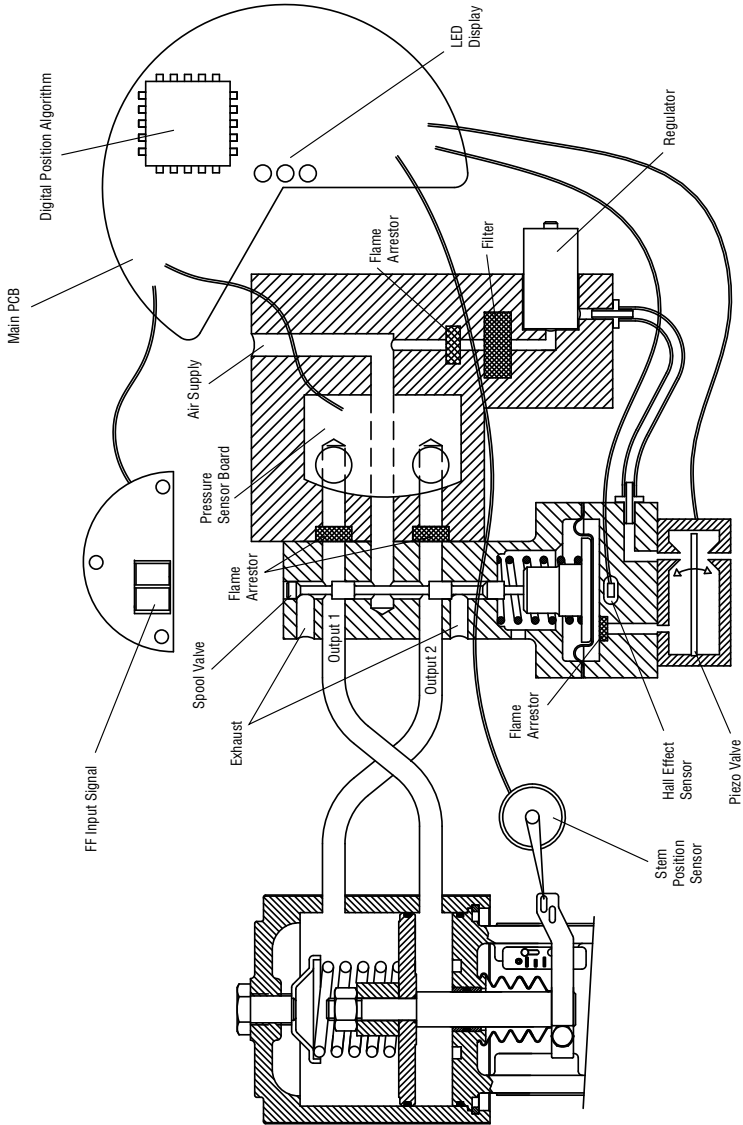 Digital Position Algorithm
LED
Display
Main PCB
Flame
Arrestor
Filter
Regulator
Air Supply
Pressure
Sensor Board
Flame
Arrestor
Spool Valve
Output 1
Output 2
Exhaust
FF Input Signal
Flame
Arrestor
Hall Effect
Sensor
Piezo Valve
Stem
Position
Sensor